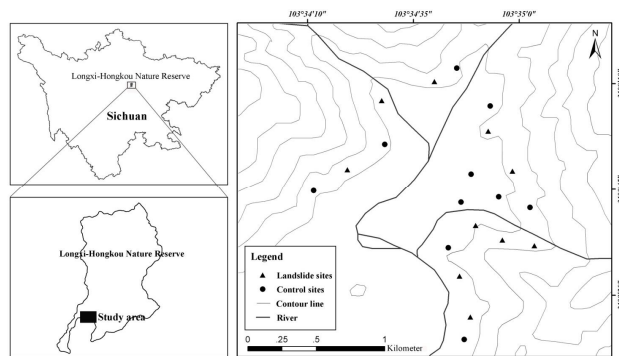 Longxi-Hongkou Nature Reserve
Sichuan
Longxi-Hongkou Nature Reserve
Study area
103°34'10" 103°34'35" 103°35'0"
N
Legend
Landslide sites
Control sites
Contour line
River
0 .25 .5 1
Kilometer